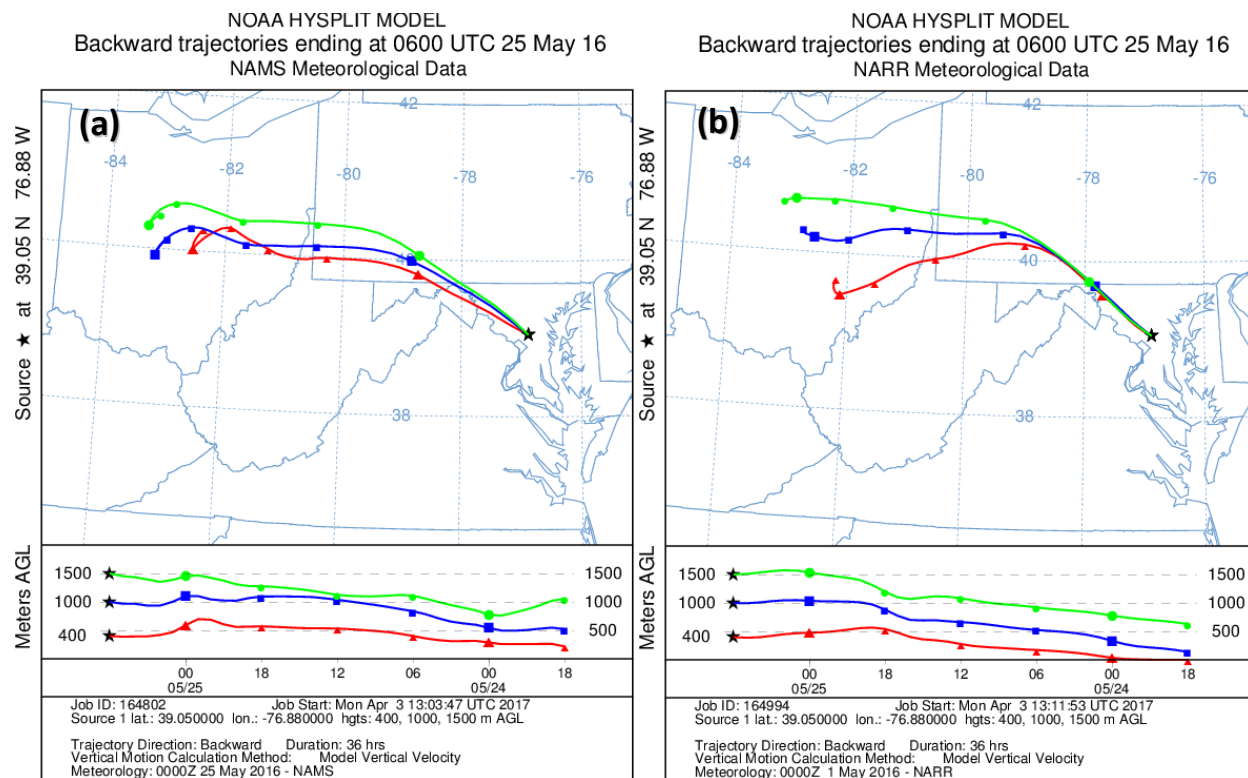 NOAA HYSPLIT MODEL
Backward trajectories ending at 0600 UTC 25 May 16
NAMS Meteorological Data
(a)
Source ★ at 39.05 N 76.88 W
42
-84
-82
-80
-78
-76
40
38
Meters AGL
1500
1500
1000
1000
500
400
00
18
12
06
00
18
05/25
05/24
Job ID: 164802 Job Start: Mon Apr 3 13:03:47 UTC 2017
Source 1 lat.: 39.050000 lon.: -76.880000 hgts: 400, 1000, 1500 m AGL
Trajectory Direction: Backward Duration: 36 hrs
Vertical Motion Calculation Method: Model Vertical Velocity
Meteorology: 0000Z 25 May 2016 - NAMS
NOAA HYSPLIT MODEL
Backward trajectories ending at 0600 UTC 25 May 16
NARR Meteorological Data
(b)
Source ★ at 39.05 N 76.88 W
42
-84
-82
-80
-78
-76
40
38
Meters AGL
1500
1500
1000
1000
500
400
00
18
12
06
00
18
05/25
05/24
Job ID: 164994 Job Start: Mon Apr 3 13:11:53 UTC 2017
Source 1 lat.: 39.050000 lon.: -76.880000 hgts: 400, 1000, 1500 m AGL
Trajectory Direction: Backward Duration: 36 hrs
Vertical Motion Calculation Method: Model Vertical Velocity
Meteorology: 0000Z 1 May 2016 - NARR